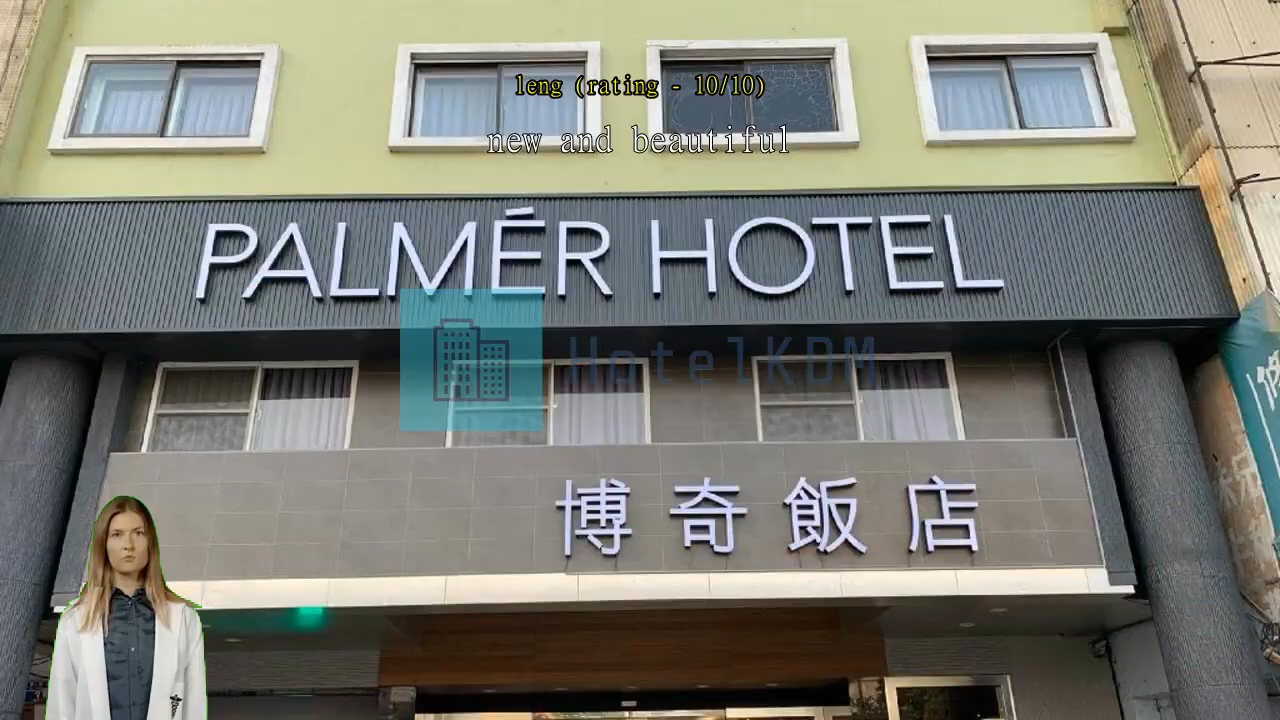 leng (rating - 10/10)
new and beautiful
PALMÉR HOTEL
HotelKDM
博奇飯店